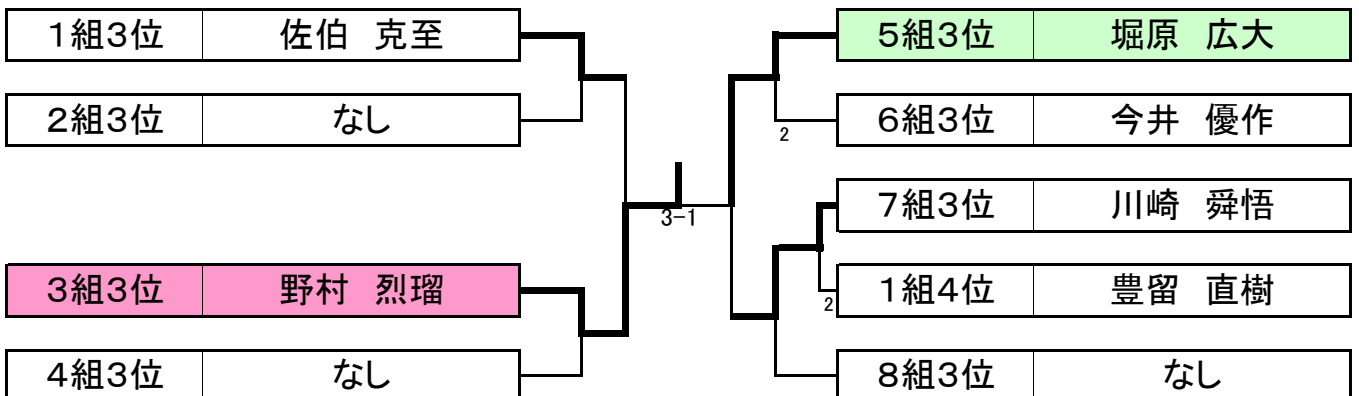 1組3位 佐伯 克至
2組3位 なし
3組3位 野村 烈瑠
4組3位 なし
3-1
5組3位 堀原 広大
6組3位 今井 優作
2
7組3位 川崎 舜悟
1組4位 豊留 直樹
2
8組3位 なし